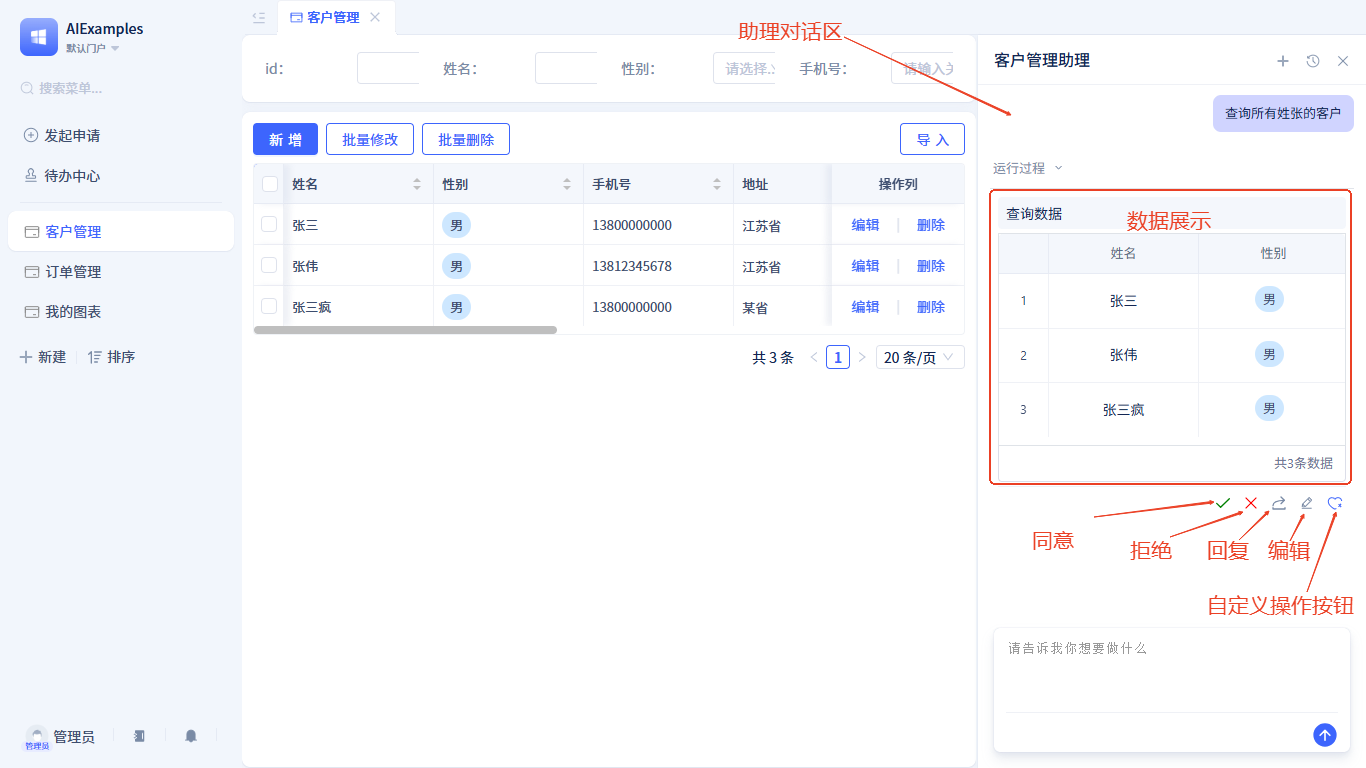 AIExamples
默认门户
搜索菜单...
发起申请
待办中心
客户管理
订单管理
我的图表
新建
排序
管理员
管理员
客户管理
id：
姓名：
性别：
请选择
手机号：
请输入关
新 增
批量修改
批量删除
导 入
姓名 性别 手机号 地址 操作列
张三 男 13800000000 江苏省 编辑 删除
张伟 男 13812345678 江苏省 编辑 删除
张三疯 男 13800000000 某省 编辑 删除
共 3 条 1 20 条/页
助理对话区
客户管理助理
查询所有姓张的客户
运行过程
查询数据
数据展示
姓名 性别
1 张三 男
2 张伟 男
3 张三疯 男
共3条数据
同意
拒绝
回复
编辑
自定义操作按钮
请告诉我你想要做什么